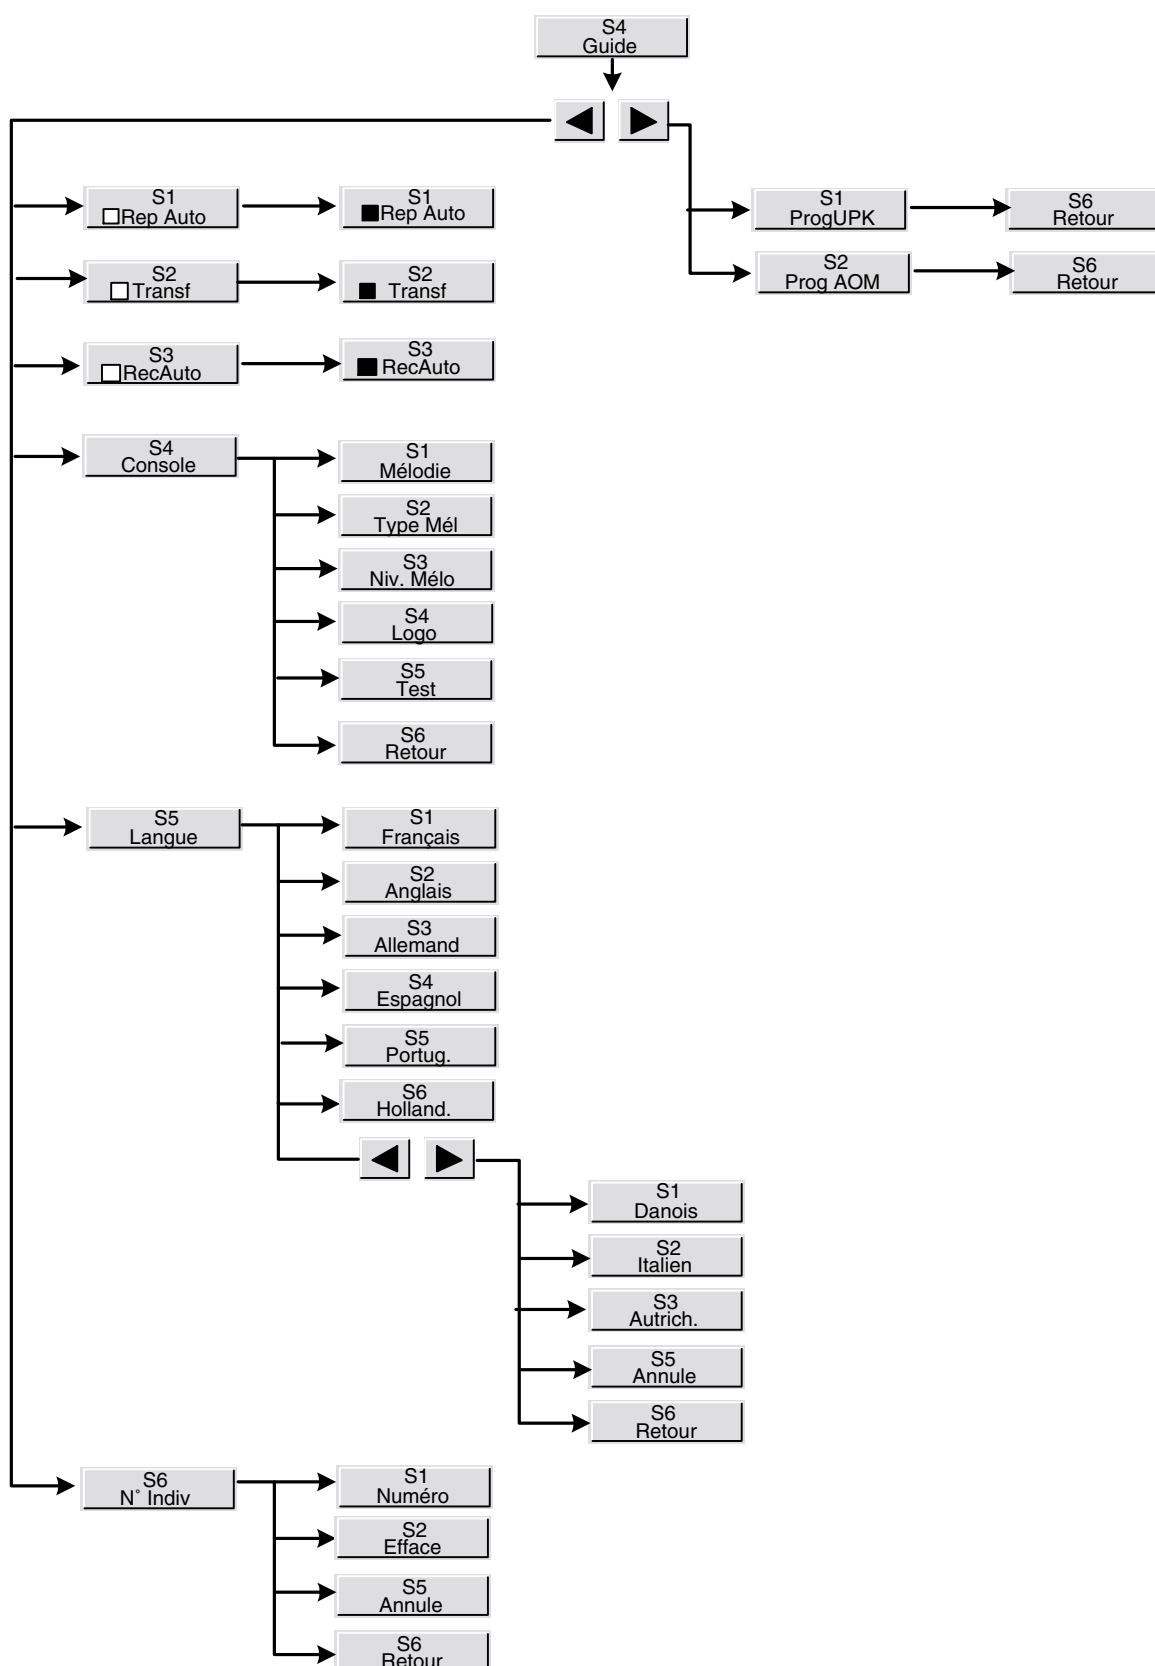 S4
Guide
S1
Rep Auto
S1
Rep Auto
S1
ProgUPK
S6
Retour
S2
Transf
S2
Transf
S2
Prog AOM
S6
Retour
S3
RecAuto
S3
RecAuto
S4
Console
S1
Mélodie
S2
Type Mél
S3
Niv. Mélo
S4
Logo
S5
Test
S6
Retour
S5
Langue
S1
Français
S2
Anglais
S3
Allemand
S4
Espagnol
S5
Portug.
S6
Holland.
S1
Danois
S2
Italien
S3
Autrich.
S5
Annule
S6
Retour
S6
N° Indiv
S1
Numéro
S2
Efface
S5
Annule
S6
Retour